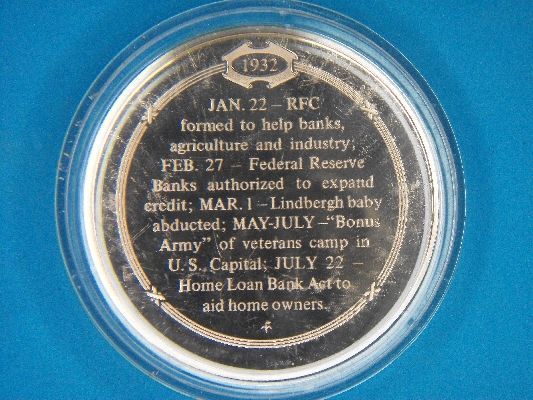 1932
JAN. 22 – RFC
formed to help banks,
agriculture and industry;
FEB. 27 – Federal Reserve
Banks authorized to expand
credit; MAR. 1 – Lindbergh baby
abducted; MAY-JULY – "Bonus
Army" of veterans camp in
U.S. Capital; JULY 22 –
Home Loan Bank Act to
aid home owners.